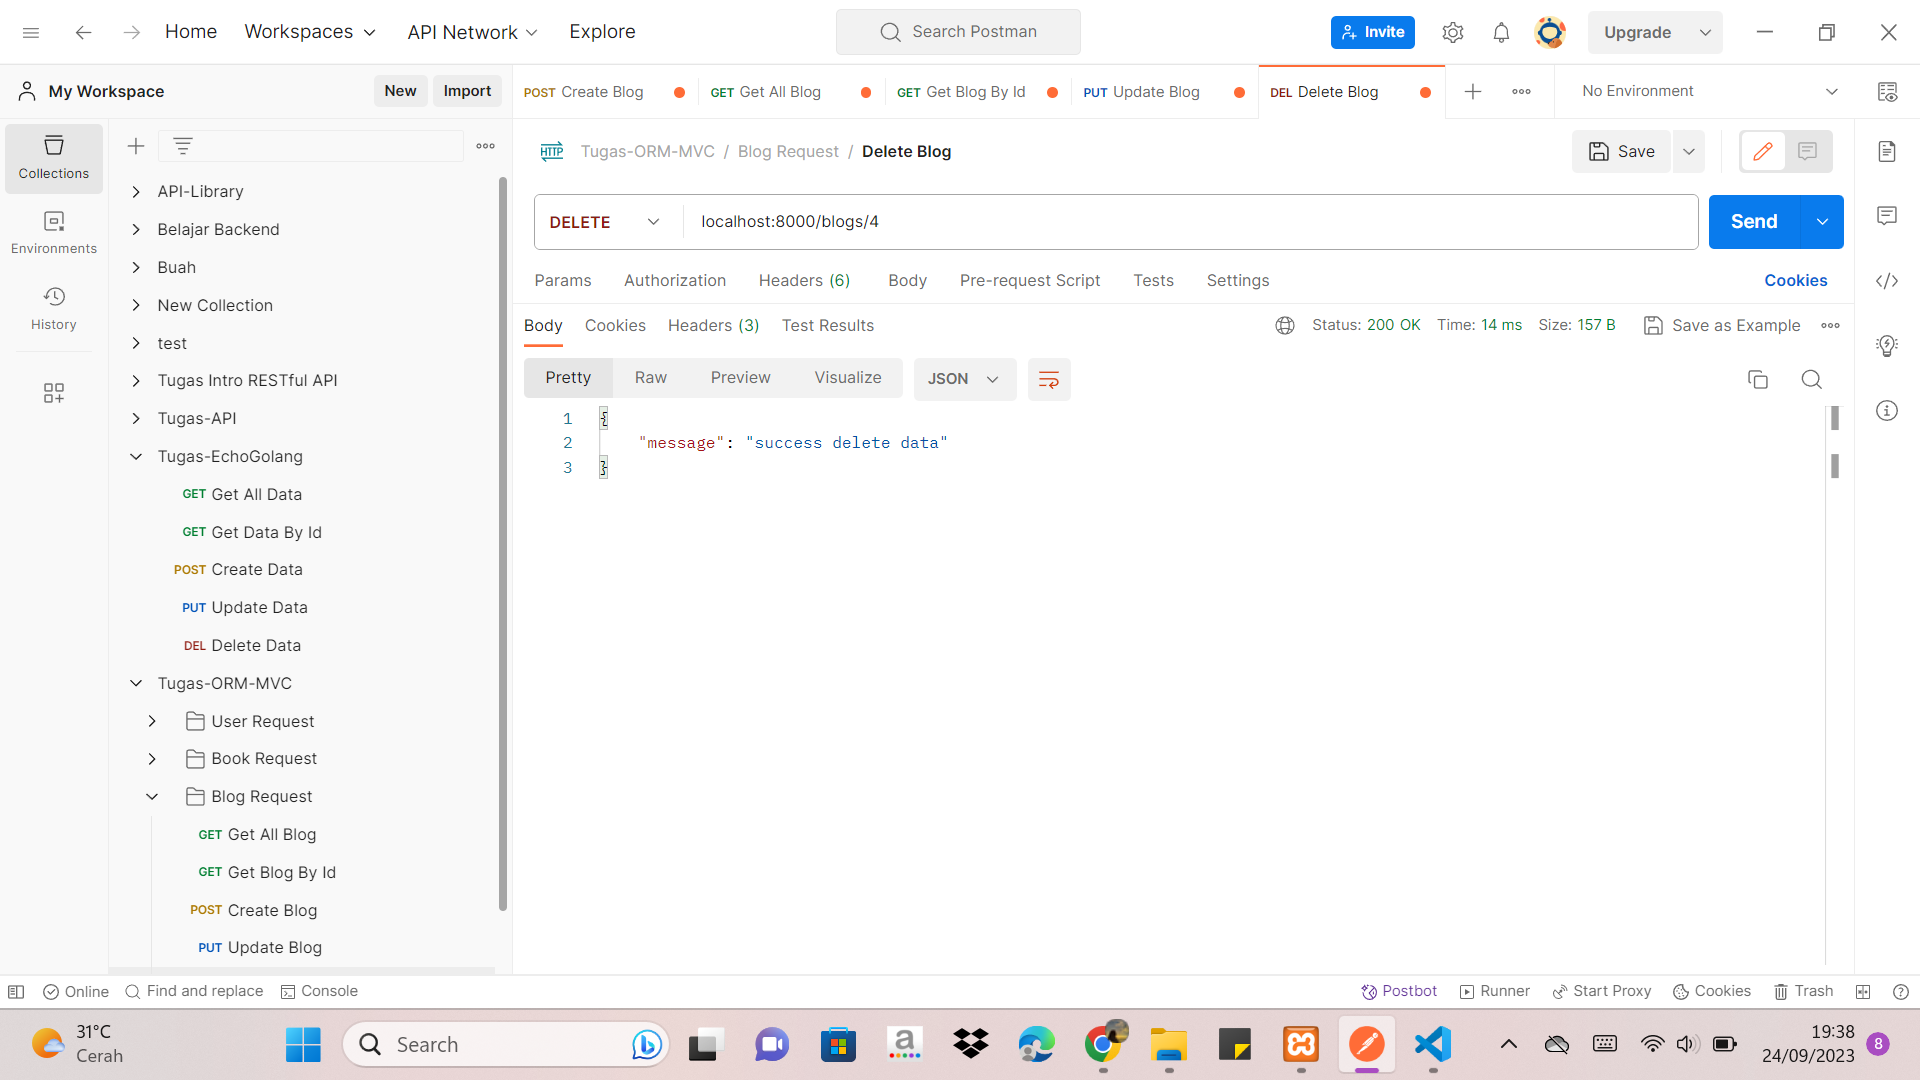 Home
Workspaces
API Network
Explore
Search Postman
Invite
Upgrade
My Workspace
New
Import
POST Create Blog
GET Get All Blog
GET Get Blog By Id
PUT Update Blog
DEL Delete Blog
No Environment
Collections
Environments
History
API-Library
Belajar Backend
Buah
New Collection
test
Tugas Intro RESTful API
Tugas-API
Tugas-EchoGolang
GET Get All Data
GET Get Data By Id
POST Create Data
PUT Update Data
DEL Delete Data
Tugas-ORM-MVC
User Request
Book Request
Blog Request
GET Get All Blog
GET Get Blog By Id
POST Create Blog
PUT Update Blog
HTTP
Tugas-ORM-MVC / Blog Request / Delete Blog
Save
DELETE
localhost:8000/blogs/4
Send
Params
Authorization
Headers (6)
Body
Pre-request Script
Tests
Settings
Cookies
Body
Cookies
Headers (3)
Test Results
Status: 200 OK
Time: 14 ms
Size: 157 B
Save as Example
Pretty
Raw
Preview
Visualize
JSON
1 {
2 "message": "success delete data"
3 }
Online
Find and replace
Console
Postbot
Runner
Start Proxy
Cookies
Trash
31°C
Cerah
Search
a
19:38
24/09/2023
8